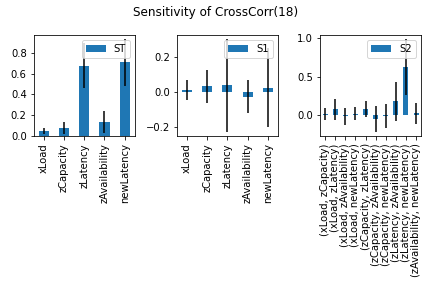 Sensitivity of CrossCorr(18)
ST
0.8
0.6
0.4
0.2
0.0
xLoad
zCapacity
zLatency
zAvailability
newLatency
S1
0.2
0.0
−0.2
xLoad
zCapacity
zLatency
zAvailability
newLatency
S2
1.0
0.5
0.0
(xLoad, zCapacity)
(xLoad, zLatency)
(xLoad, zAvailability)
(xLoad, newLatency)
(zCapacity, zLatency)
(zCapacity, zAvailability)
(zCapacity, newLatency)
(zLatency, zAvailability)
(zLatency, newLatency)
(zAvailability, newLatency)